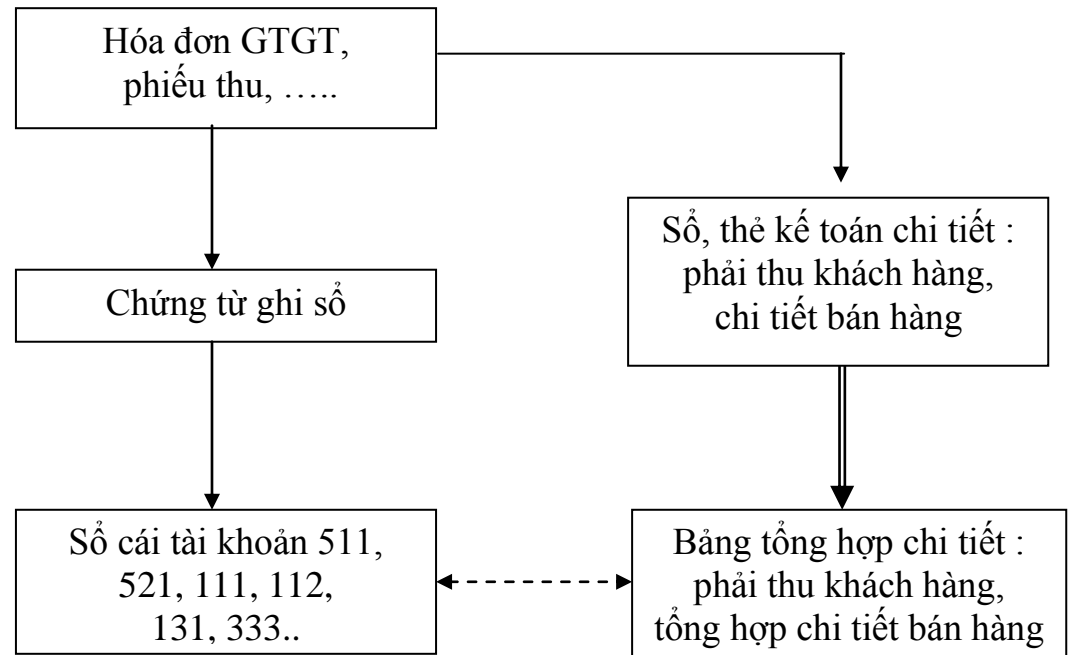 Hóa đơn GTGT,
phiếu thu, …..
Sổ, thẻ kế toán chi tiết :
phải thu khách hàng,
chi tiết bán hàng
Chứng từ ghi sổ
Sổ cái tài khoản 511,
521, 111, 112,
131, 333..
Bảng tổng hợp chi tiết :
phải thu khách hàng,
tổng hợp chi tiết bán hàng